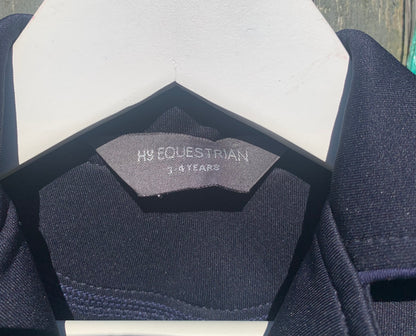 Hy EQUESTRIAN
3-4 YEARS